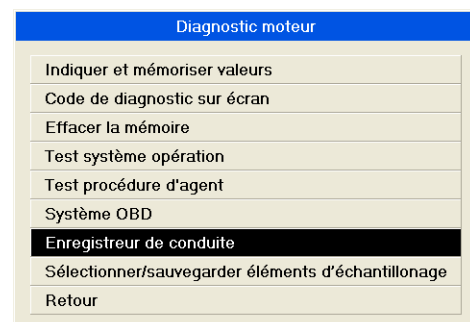 Diagnostic moteur
Indiquer et mémoriser valeurs
Code de diagnostic sur écran
Effacer la mémoire
Test système opération
Test procédure d'agent
Système OBD
Enregistreur de conduite
Sélectionner/sauvegarder éléments d'échantillonage
Retour